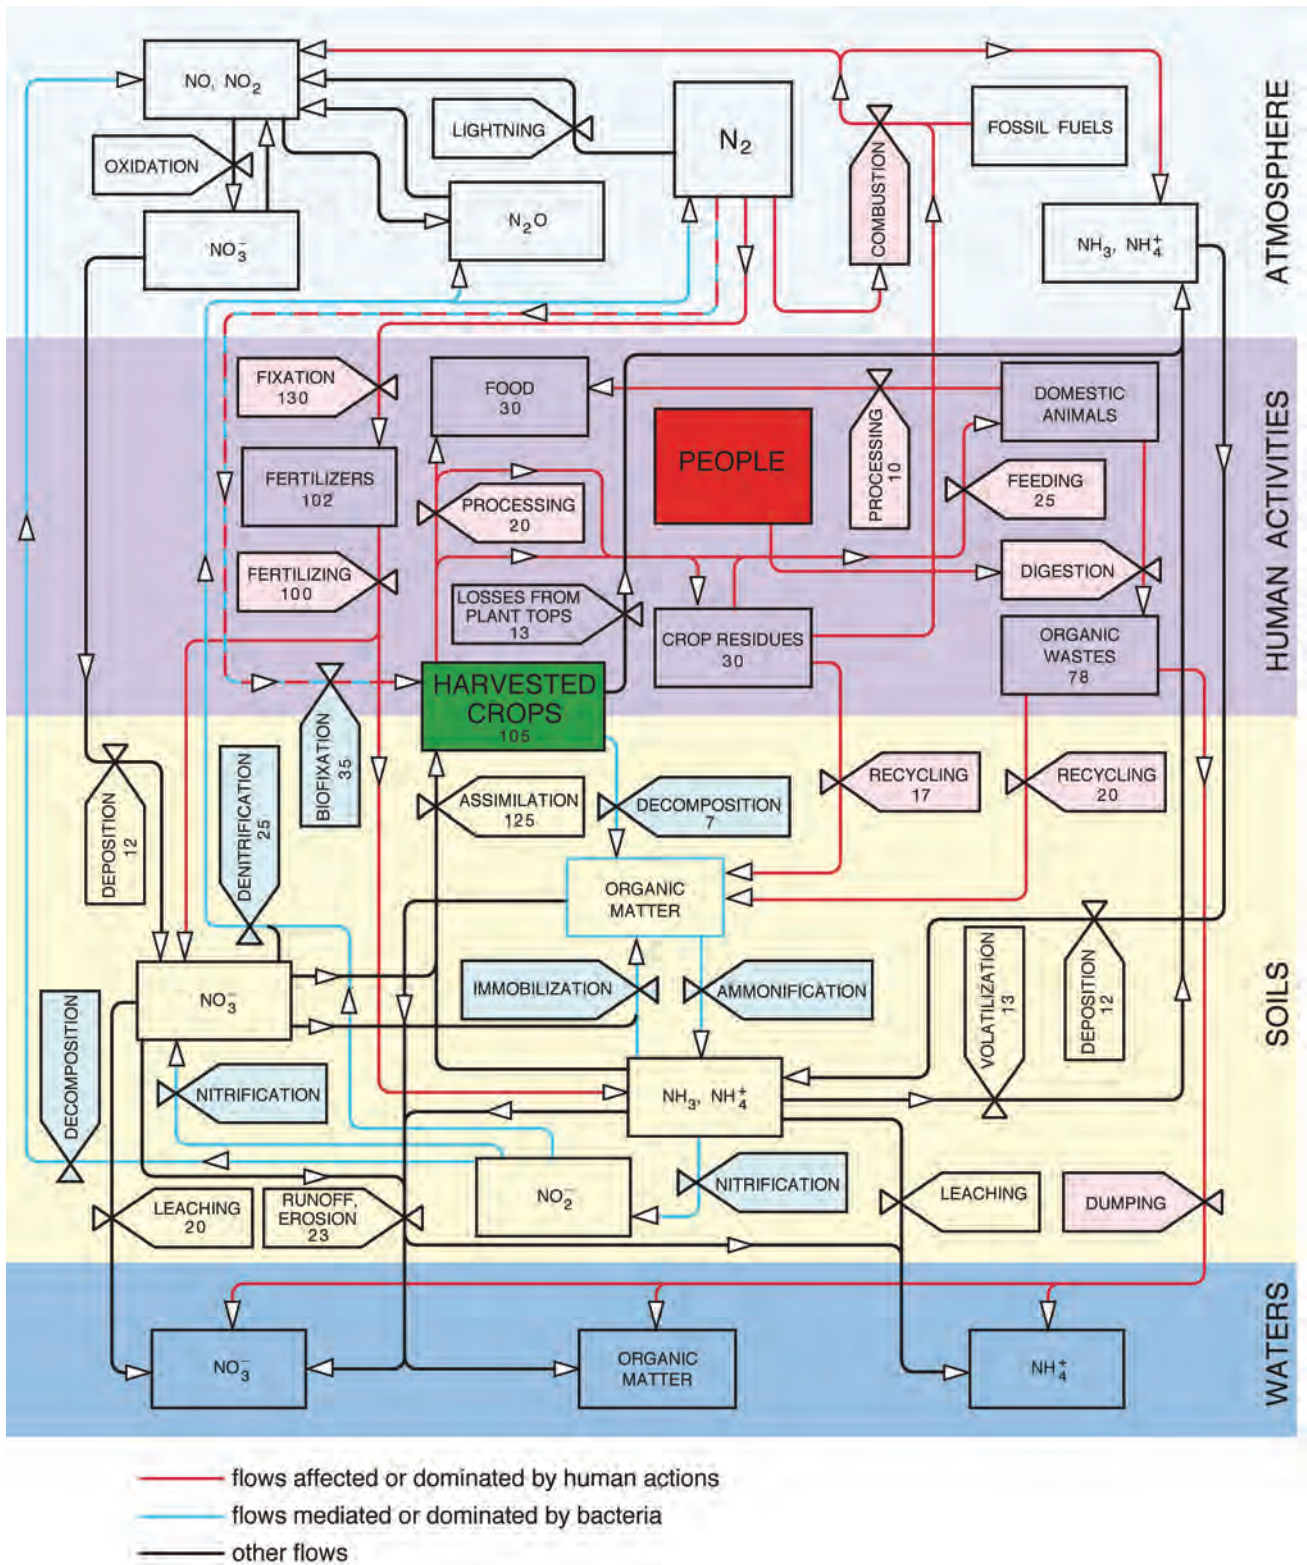 ATMOSPHERE
NO, NO₂
LIGHTNING
N₂
FOSSIL FUELS
OXIDATION
COMBUSTION
NO₃⁻
N₂O
NH₃, NH₄⁺
HUMAN ACTIVITIES
FIXATION
130
FOOD
30
PROCESSING
10
DOMESTIC
ANIMALS
PEOPLE
FERTILIZERS
102
PROCESSING
20
FEEDING
25
FERTILIZING
100
LOSSES FROM
PLANT TOPS
13
DIGESTION
CROP RESIDUES
30
ORGANIC
WASTES
78
HARVESTED
CROPS
105
BIOFIXATION
35
SOILS
DEPOSITION
12
DENITRIFICATION
25
ASSIMILATION
125
DECOMPOSITION
7
RECYCLING
17
RECYCLING
20
ORGANIC
MATTER
NO₃⁻
IMMOBILIZATION
AMMONIFICATION
VOLATILIZATION
13
DEPOSITION
12
DECOMPOSITION
NITRIFICATION
NH₃, NH₄⁺
NO₂⁻
NITRIFICATION
LEACHING
20
RUNOFF,
EROSION
23
LEACHING
DUMPING
WATERS
NO₃⁻
ORGANIC
MATTER
NH₄⁺
flows affected or dominated by human actions
flows mediated or dominated by bacteria
other flows